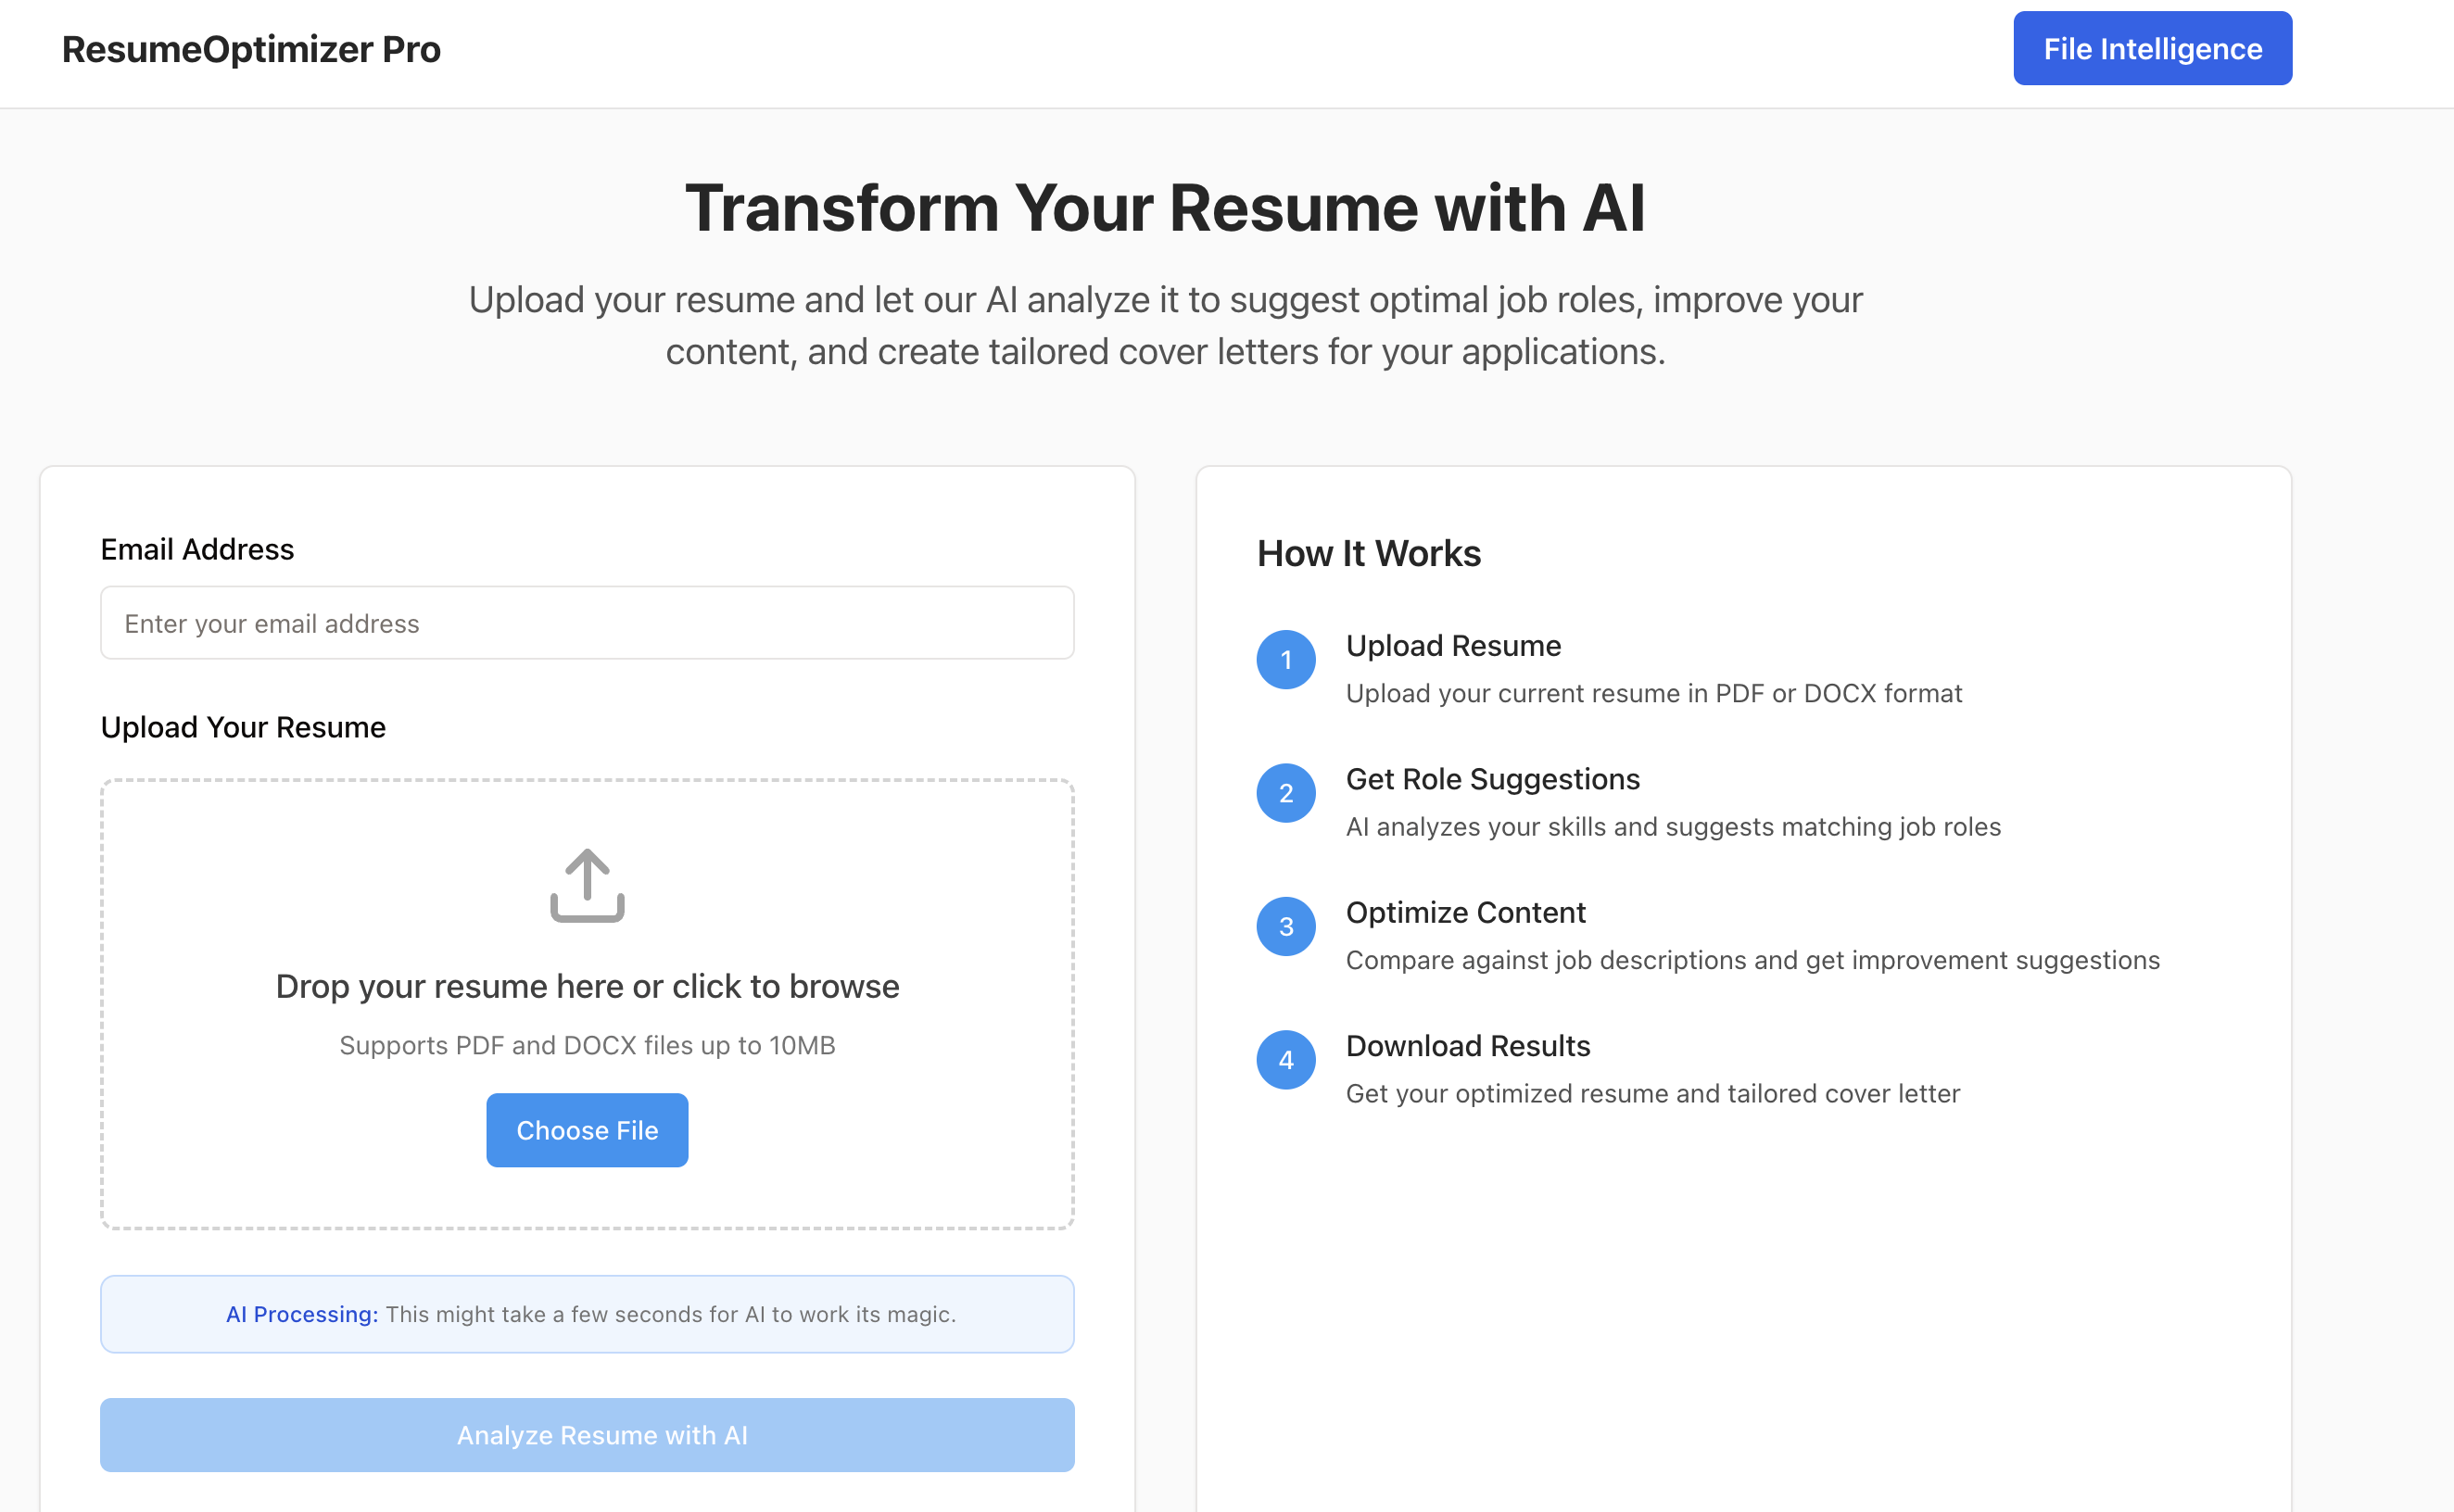 ResumeOptimizer Pro
File Intelligence
Transform Your Resume with AI
Upload your resume and let our AI analyze it to suggest optimal job roles, improve your
content, and create tailored cover letters for your applications.
Email Address
Enter your email address
Upload Your Resume
Drop your resume here or click to browse
Supports PDF and DOCX files up to 10MB
Choose File
AI Processing: This might take a few seconds for AI to work its magic.
Analyze Resume with AI
How It Works
1
Upload Resume
Upload your current resume in PDF or DOCX format
2
Get Role Suggestions
AI analyzes your skills and suggests matching job roles
3
Optimize Content
Compare against job descriptions and get improvement suggestions
4
Download Results
Get your optimized resume and tailored cover letter